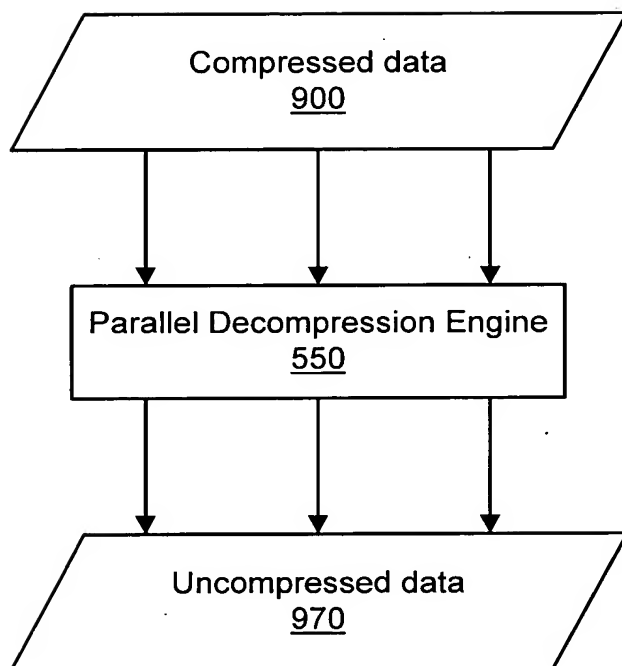 Compressed data
900
Parallel Decompression Engine
550
Uncompressed data
970